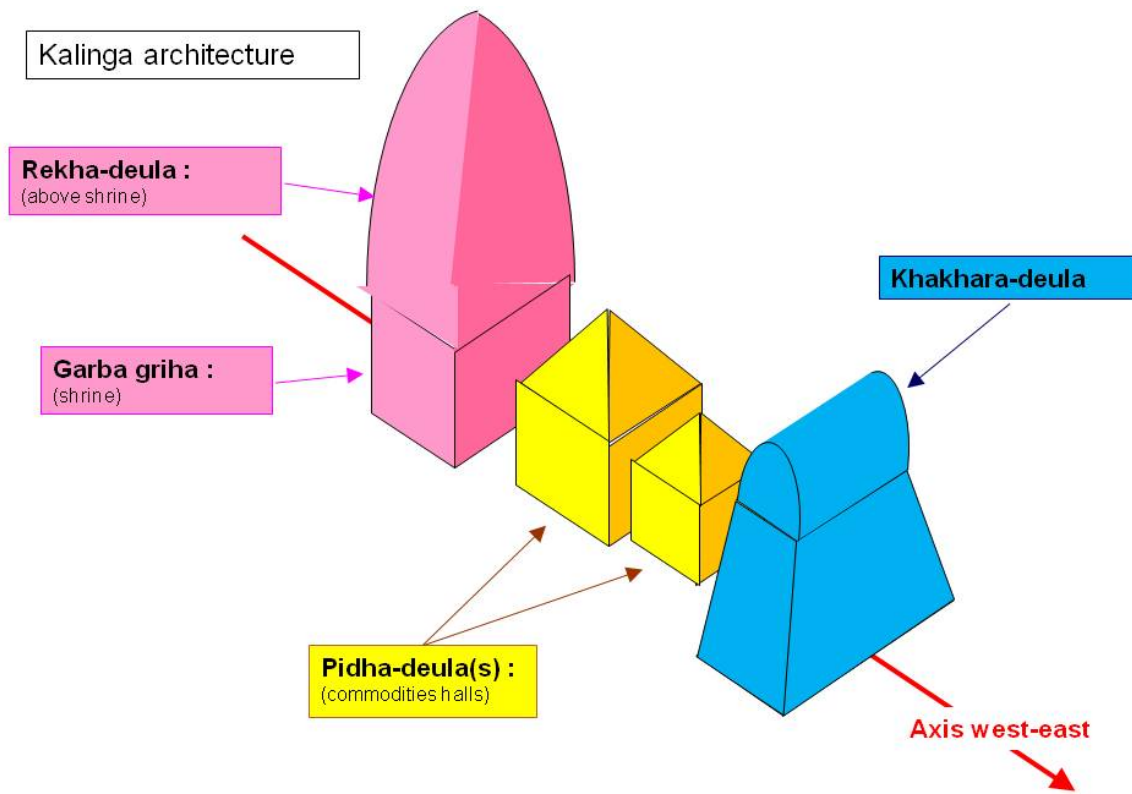 Kalinga architecture
Rekha-deula :
(above shrine)
Khakhara-deula
Garba griha :
(shrine)
Pidha-deula(s) :
(commodities halls)
Axis west-east